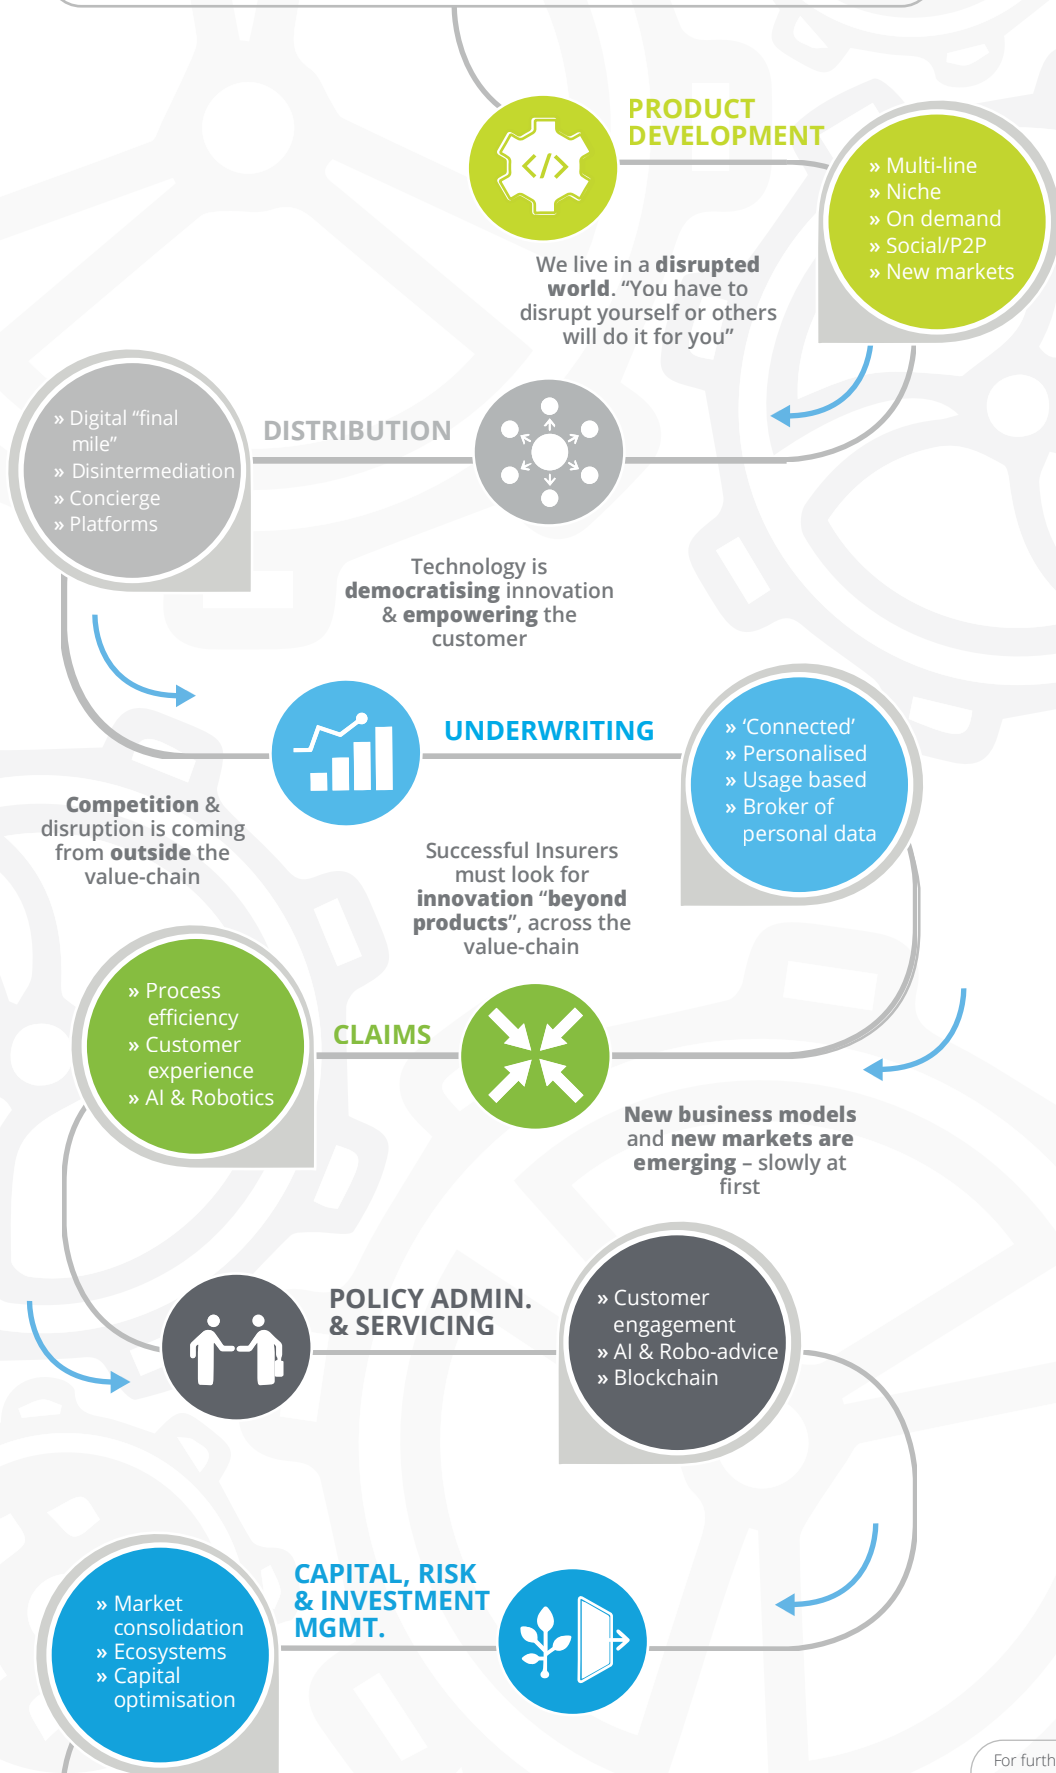 PRODUCT
DEVELOPMENT
» Multi-line
» Niche
» On demand
» Social/P2P
» New markets
</>
We live in a disrupted
world. “You have to
disrupt yourself or others
will do it for you”
» Digital “final
mile”
» Disintermediation
» Concierge
» Platforms
DISTRIBUTION
Technology is
democratising innovation
& empowering the
customer
UNDERWRITING
» ‘Connected’
» Personalised
» Usage based
» Broker of
personal data
Competition &
disruption is coming
from outside the
value-chain
Successful Insurers
must look for
innovation “beyond
products”, across the
value-chain
» Process
efficiency
» Customer
experience
» AI & Robotics
CLAIMS
New business models
and new markets are
emerging – slowly at
first
POLICY ADMIN.
& SERVICING
» Customer
engagement
» AI & Robo-advice
» Blockchain
CAPITAL, RISK
& INVESTMENT
MGMT.
» Market
consolidation
» Ecosystems
» Capital
optimisation
For furth